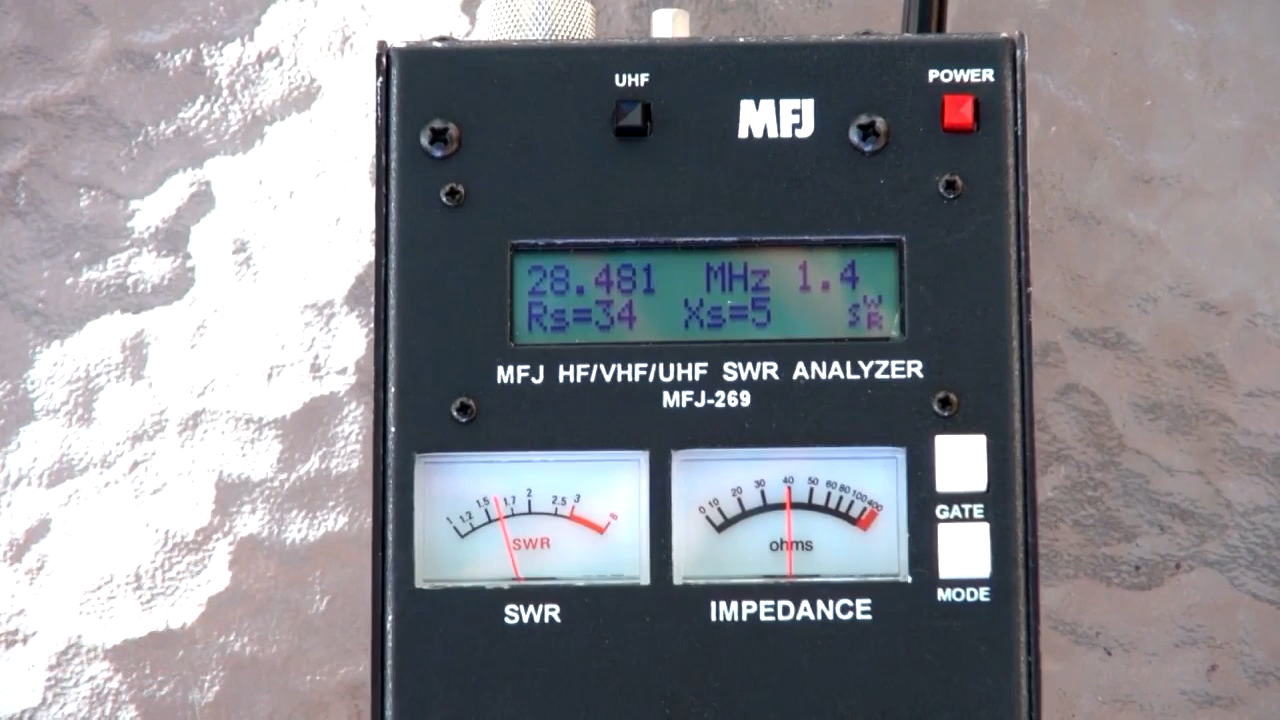 UHF
MFJ
POWER
28.481 MHz 1.4
Rs=34 Xs=5 SWR
MFJ HF/VHF/UHF SWR ANALYZER
MFJ-269
1 1.2 1.5 1.7 2 2.5 3 5
SWR
0 10 20 30 40 50 60 80 100 400
ohms
GATE
MODE
SWR
IMPEDANCE